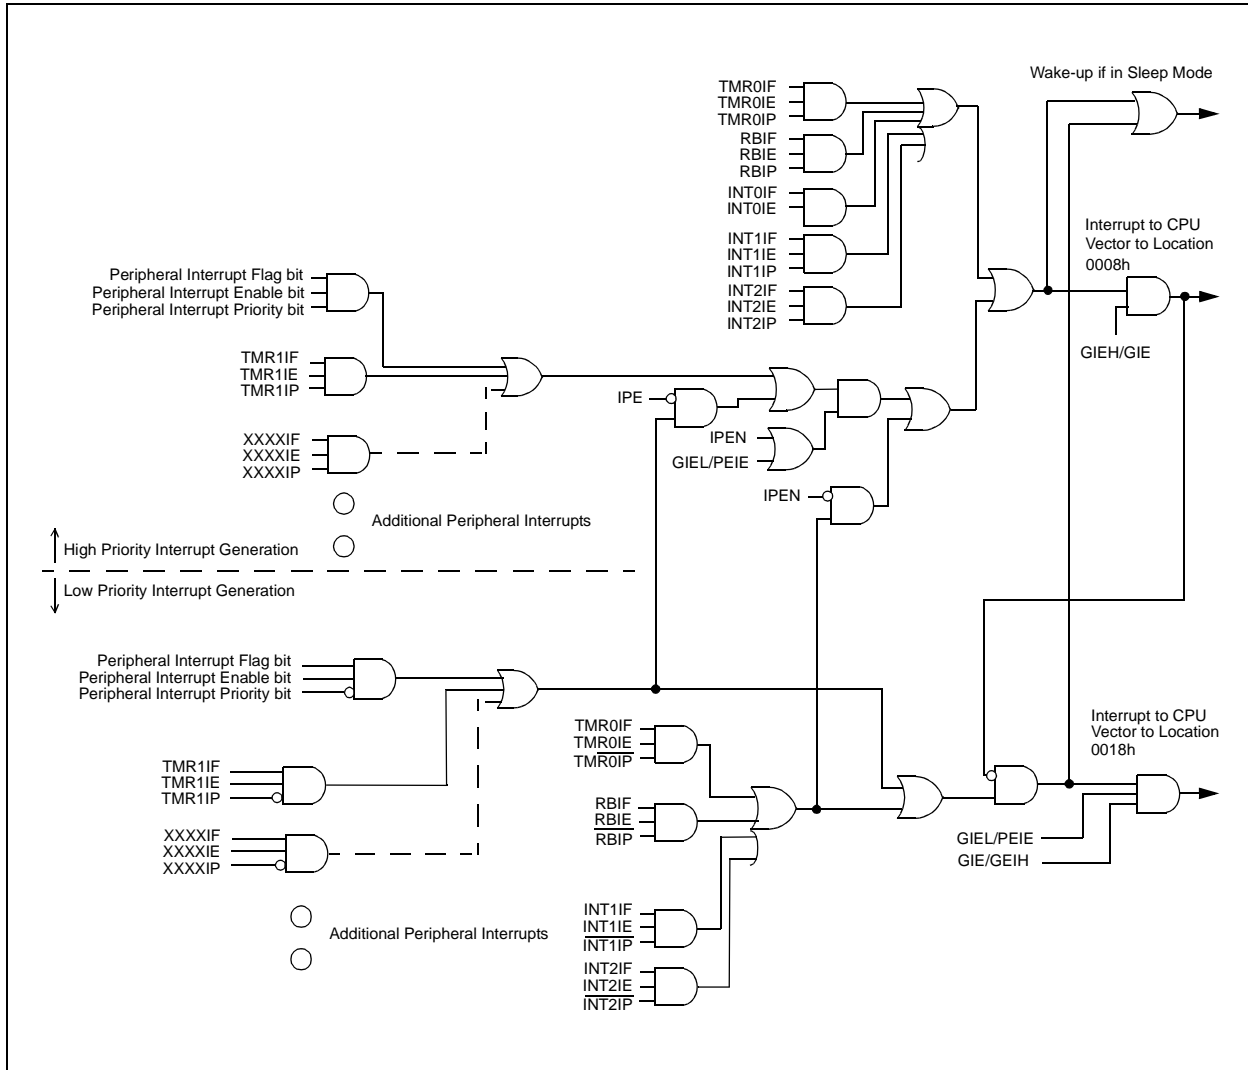 Wake-up if in Sleep Mode
TMR0IF
TMR0IE
TMR0IP
RBIF
RBIE
RBIP
INT0IF
INT0IE
INT1IF
INT1IE
INT1IP
INT2IF
INT2IE
INT2IP
Interrupt to CPU
Vector to Location
0008h
GIEH/GIE
Peripheral Interrupt Flag bit
Peripheral Interrupt Enable bit
Peripheral Interrupt Priority bit
TMR1IF
TMR1IE
TMR1IP
XXXXIF
XXXXIE
XXXXIP
IPE
IPEN
GIEL/PEIE
IPEN
Additional Peripheral Interrupts
High Priority Interrupt Generation
Low Priority Interrupt Generation
Peripheral Interrupt Flag bit
Peripheral Interrupt Enable bit
Peripheral Interrupt Priority bit
TMR1IF
TMR1IE
TMR1IP
XXXXIF
XXXXIE
XXXXIP
Additional Peripheral Interrupts
TMR0IF
TMR0IE
TMR0IP
RBIF
RBIE
RBIP
INT1IF
INT1IE
INT1IP
INT2IF
INT2IE
INT2IP
Interrupt to CPU
Vector to Location
0018h
GIEL/PEIE
GIE/GEIH